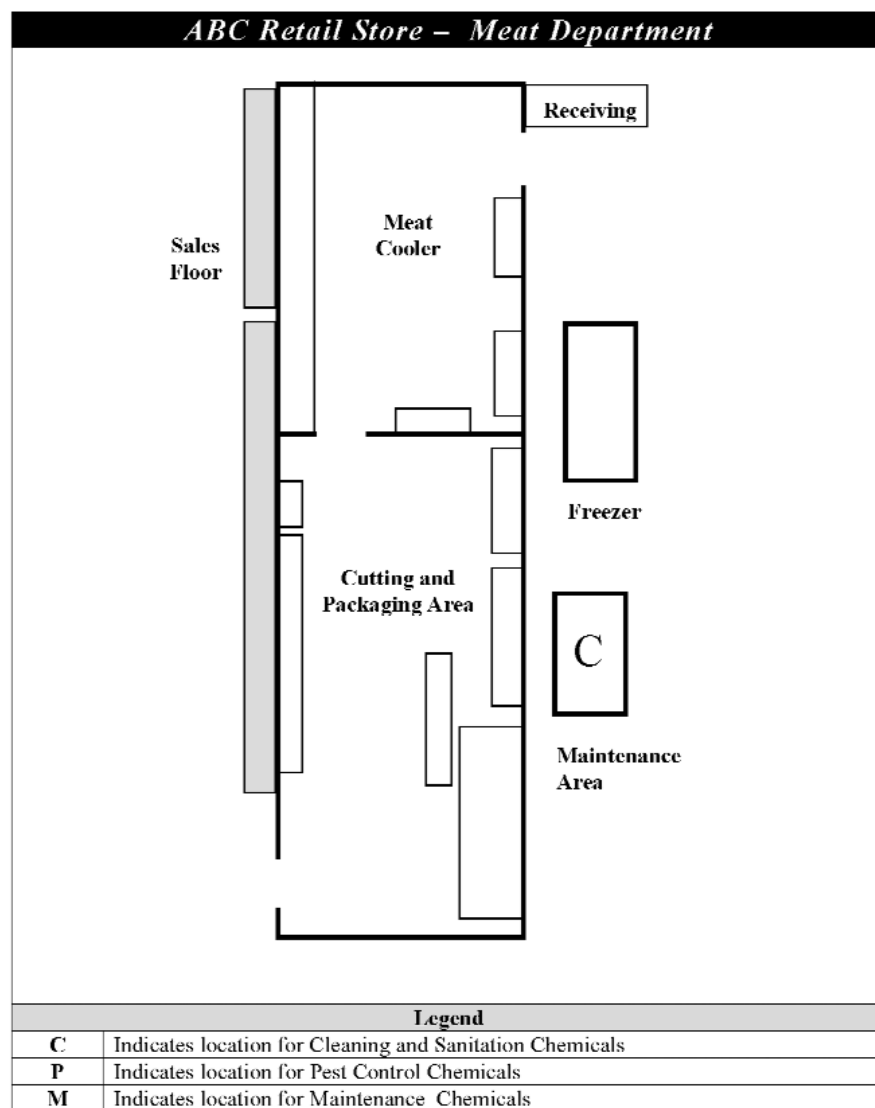 ABC Retail Store – Meat Department
Receiving
Meat
Cooler
Sales
Floor
Freezer
Cutting and
Packaging Area
C
Maintenance
Area
Legend
C Indicates location for Cleaning and Sanitation Chemicals
P Indicates location for Pest Control Chemicals
M Indicates location for Maintenance Chemicals